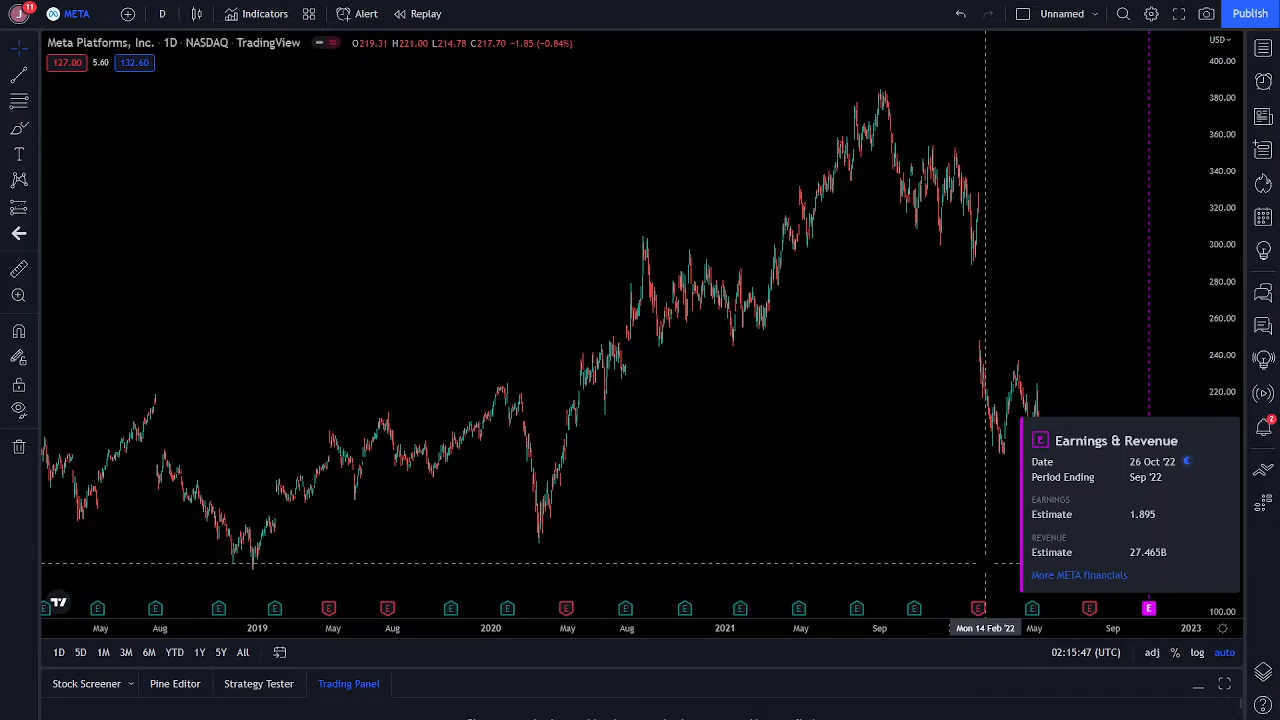 J 11 META D Indicators Alert Replay Unnamed Publish
Meta Platforms, Inc. · 1D · NASDAQ · TradingView O219.31 H221.00 L214.78 C217.70 −1.85 (−0.84%)
127.00 5.60 132.60
USD
400.00
380.00
360.00
340.00
320.00
300.00
280.00
260.00
240.00
220.00
100.00
2
E Earnings & Revenue
Date 26 Oct '22
Period Ending Sep '22
EARNINGS
Estimate 1.895
REVENUE
Estimate 27.465B
More META financials
E E E E E E E E E E E E E E E E E E E E
May Aug 2019 May Aug 2020 May Aug 2021 May Sep Mon 14 Feb '22 May Sep 2023
1D 5D 1M 3M 6M YTD 1Y 5Y All 02:15:47 (UTC) adj % log auto
Stock Screener Pine Editor Strategy Tester Trading Panel